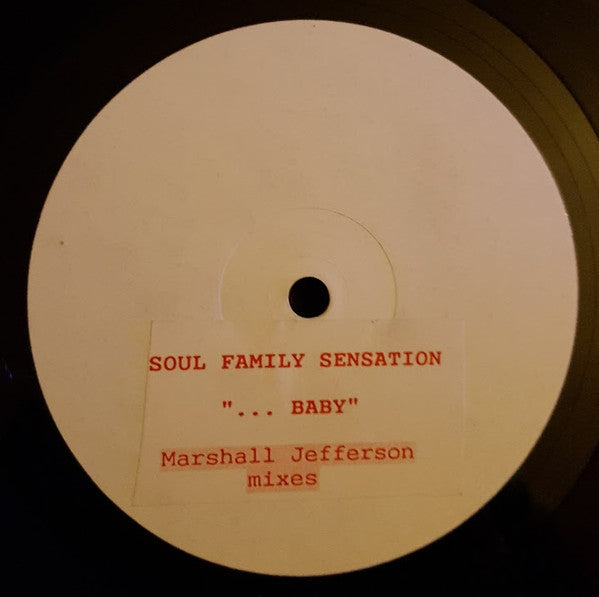 SOUL FAMILY SENSATION
"... BABY"
Marshall Jefferson
mixes